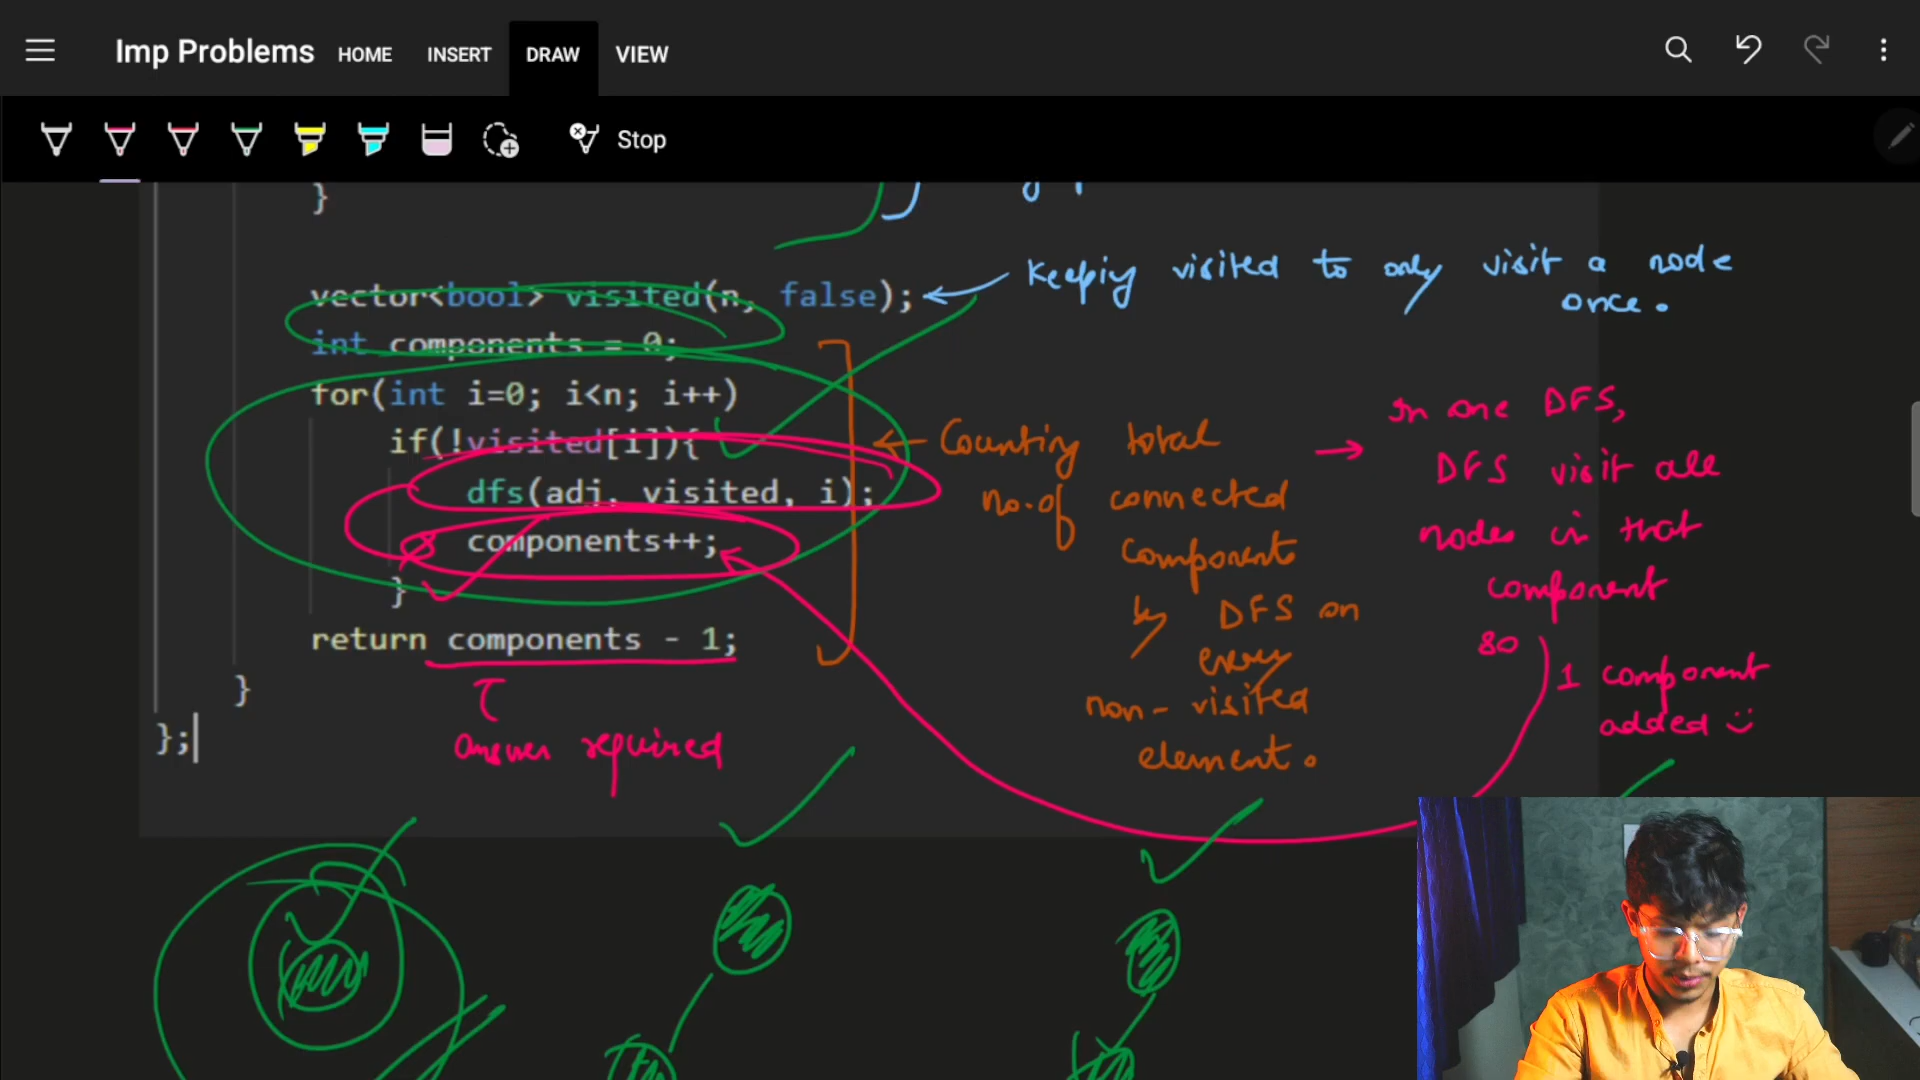 Imp Problems HOME INSERT DRAW VIEW
Stop
}
vector<bool> visited(n, false);
int components = 0;
for(int i=0; i<n; i++)
if(!visited[i]){
dfs(adj, visited, i);
components++;
}
return components - 1;
}
};
Keepiy visited to only visit a node
once.
Counting total
no.of connected
Components
by DFS on
every
non-visited
element.
In one DFS,
DFS visit all
nodes in that
component
so
1 component
added
answer required